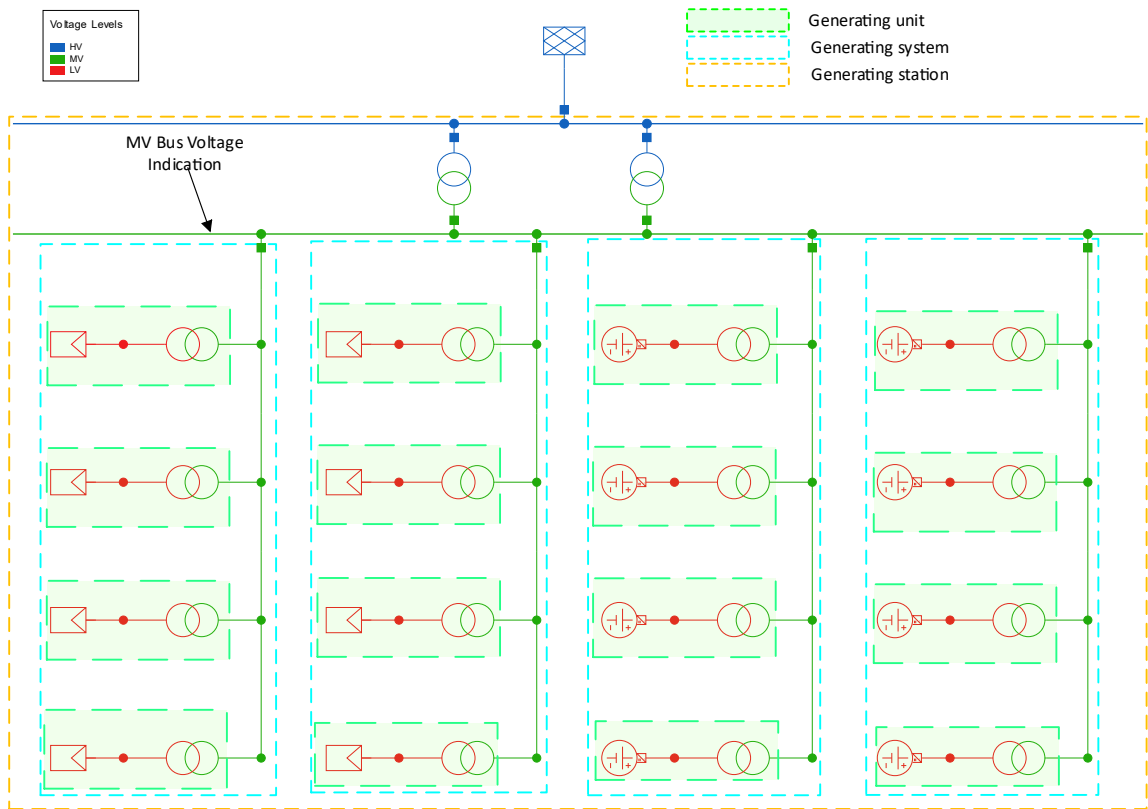 Voltage Levels
HV
MV
LV
Generating unit
Generating system
Generating station
MV Bus Voltage
Indication